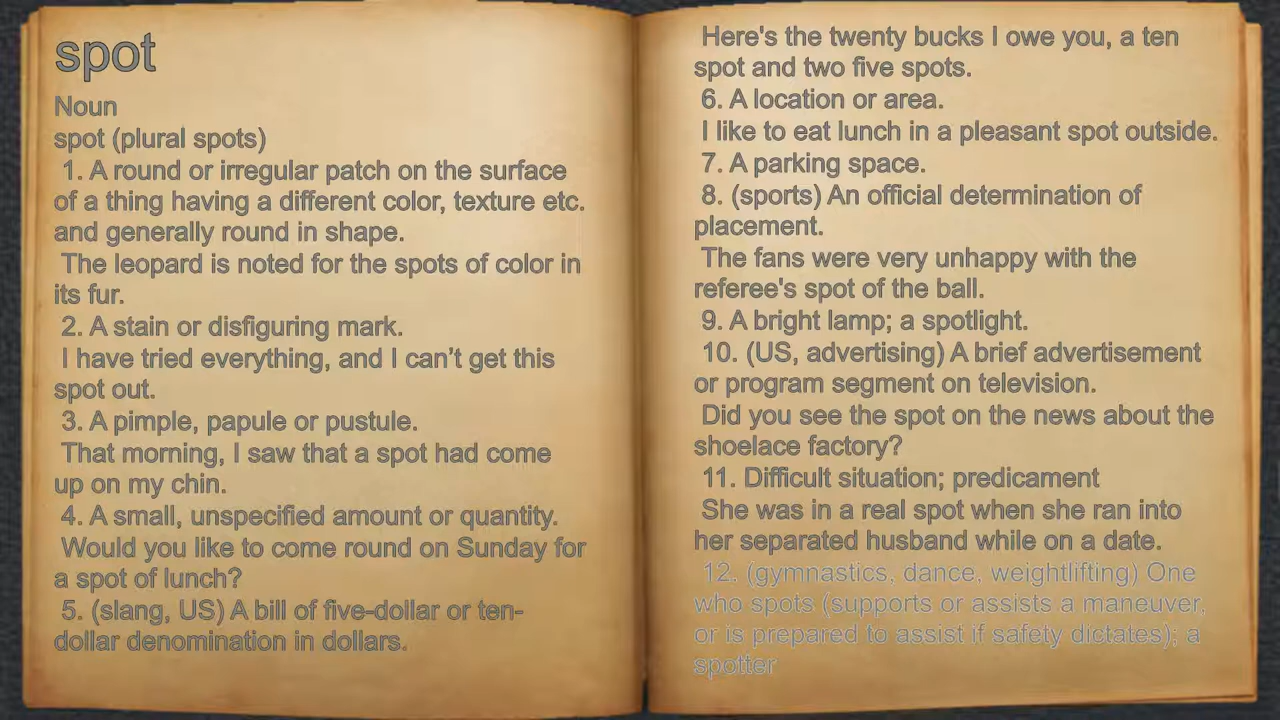 spot
Noun
spot (plural spots)
1. A round or irregular patch on the surface
of a thing having a different color, texture etc.
and generally round in shape.
The leopard is noted for the spots of color in
its fur.
2. A stain or disfiguring mark.
I have tried everything, and I can’t get this
spot out.
3. A pimple, papule or pustule.
That morning, I saw that a spot had come
up on my chin.
4. A small, unspecified amount or quantity.
Would you like to come round on Sunday for
a spot of lunch?
5. (slang, US) A bill of five-dollar or ten-
dollar denomination in dollars.
Here's the twenty bucks I owe you, a ten
spot and two five spots.
6. A location or area.
I like to eat lunch in a pleasant spot outside.
7. A parking space.
8. (sports) An official determination of
placement.
The fans were very unhappy with the
referee's spot of the ball.
9. A bright lamp; a spotlight.
10. (US, advertising) A brief advertisement
or program segment on television.
Did you see the spot on the news about the
shoelace factory?
11. Difficult situation; predicament
She was in a real spot when she ran into
her separated husband while on a date.
12. (gymnastics, dance, weightlifting) One
who spots (supports or assists a maneuver,
or is prepared to assist if safety dictates); a
spotter